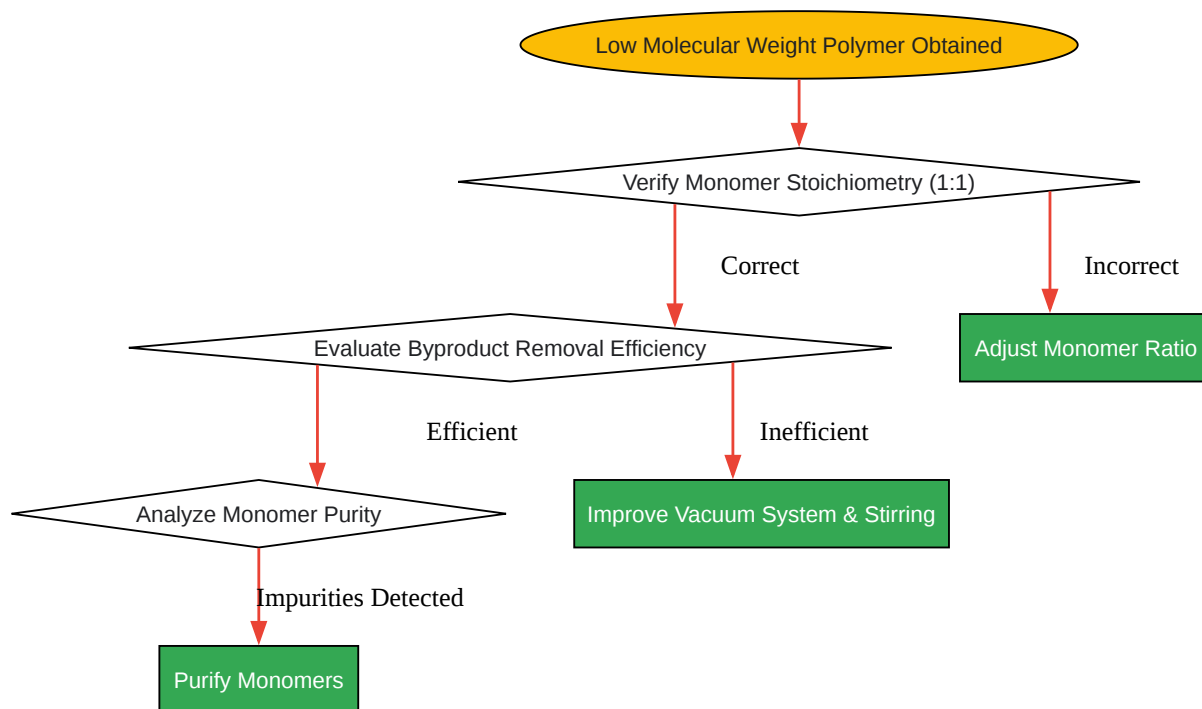 Low Molecular Weight Polymer Obtained
Verify Monomer Stoichiometry (1:1)
Correct
Incorrect
Evaluate Byproduct Removal Efficiency
Adjust Monomer Ratio
Efficient
Inefficient
Analyze Monomer Purity
Improve Vacuum System & Stirring
Impurities Detected
Purify Monomers